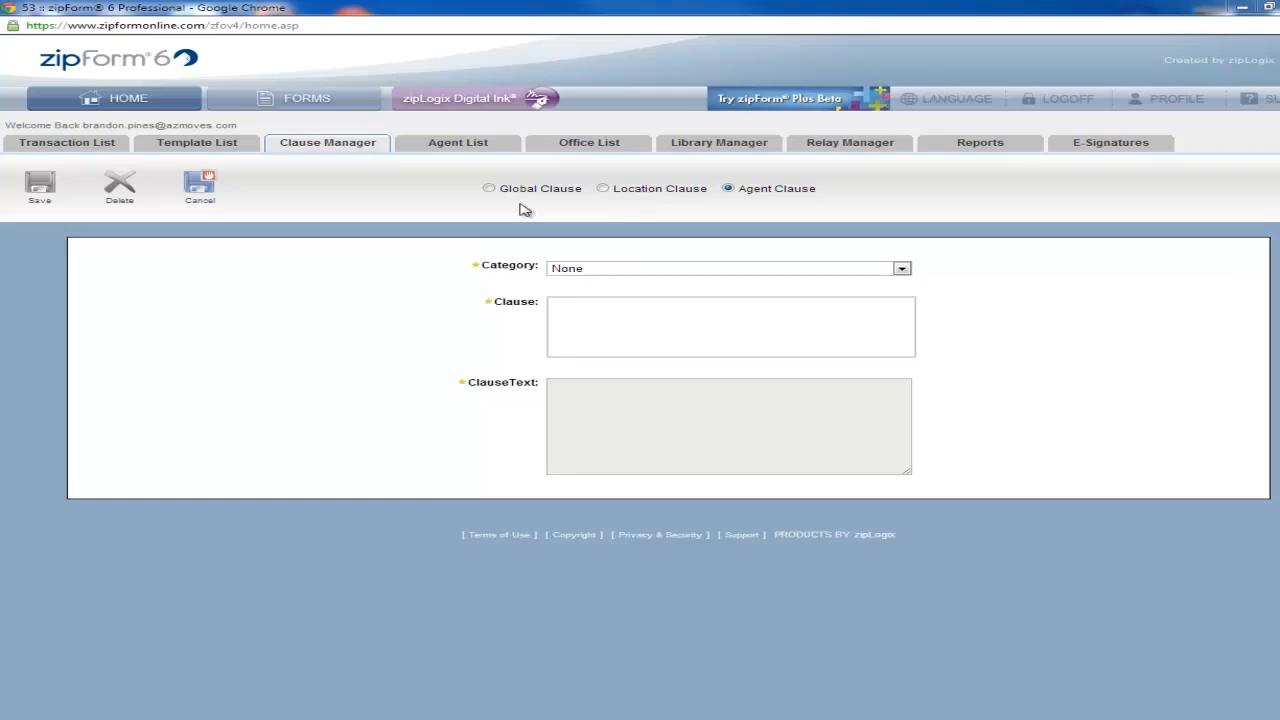 53 :: zipForm® 6 Professional - Google Chrome
https://www.zipformonline.com/zfov4/home.asp
zipForm® 6
Created by zipLogix
HOME FORMS zipLogix Digital Ink® Try zipForm® Plus Beta LANGUAGE LOGOFF PROFILE
Welcome Back brandon.pines@azmoves.com
Transaction List Template List Clause Manager Agent List Office List Library Manager Relay Manager Reports E-Signatures
Save Delete Cancel
Global Clause Location Clause Agent Clause
*Category: None
*Clause:
*ClauseText:
[ Terms of Use ] [ Copyright ] [ Privacy & Security ] [ Support ] PRODUCTS BY zipLogix